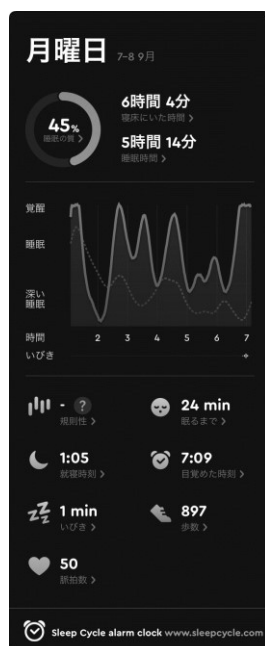 月曜日 7-8 9月
45%
睡眠の質 >
6時間 4分
寝床にいた時間 >
5時間 14分
睡眠時間 >
覚醒
睡眠
深い
睡眠
時間 2 3 4 5 6 7
いびき
- ?
規則性 >
24 min
眠るまで >
1:05
就寝時刻 >
7:09
目覚めた時刻 >
1 min
いびき >
897
歩数 >
50
脈拍数 >
Sleep Cycle alarm clock www.sleepcycle.com